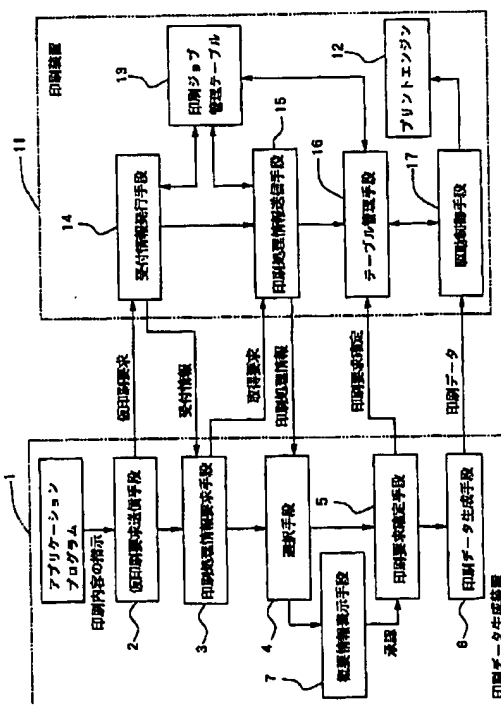 1
アプリケーション
プログラム
印刷内容の指示
2
仮印刷要求送信手段
3
印刷処理情報要求手段
4
選択手段
7
概要情報表示手段
承認
5
印刷要求確定手段
6
印刷データ生成手段
印刷データ生成装置
仮印刷要求
受付情報
取得要求
印刷処理情報
印刷要求確定
印刷データ
11
印刷装置
14
受付情報発行手段
13
印刷ジョブ
管理テーブル
15
印刷処理情報送信手段
16
テーブル管理手段
12
プリントエンジン
17
駆動制御手段